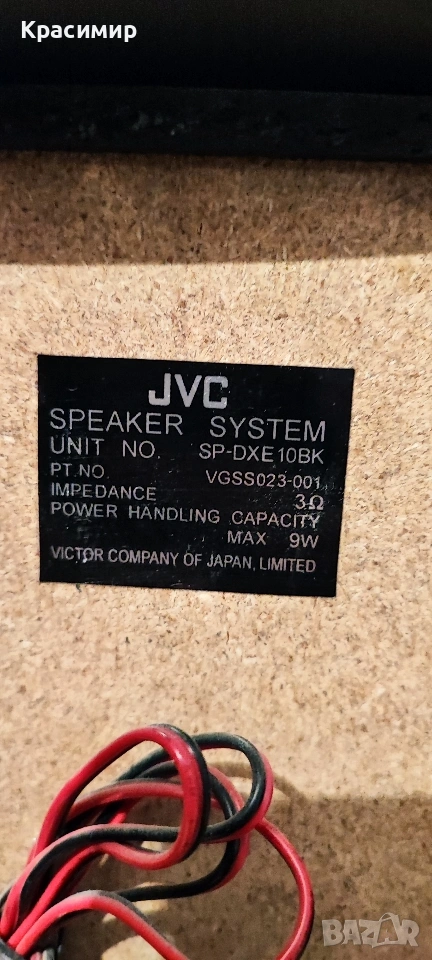 Красимир
JVC
SPEAKER SYSTEM
UNIT NO. SP-DXE10BK
PT.NO. VGSS023-001
IMPEDANCE 3Ω
POWER HANDLING CAPACITY
MAX 9W
VICTOR COMPANY OF JAPAN, LIMITED
BAZAR